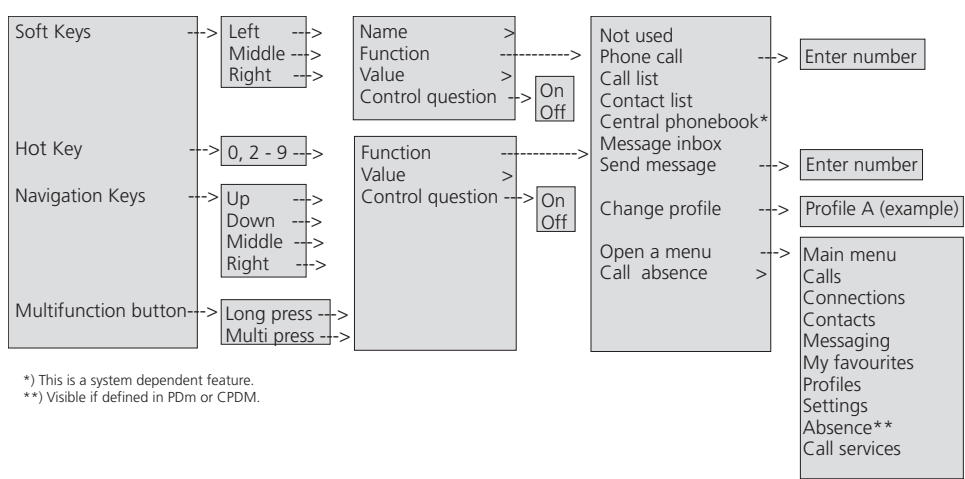 Soft Keys
--->
Left --->
Middle --->
Right --->
Name >
Function ------------->
Value >
Control question -->
On
Off
Not used
Phone call --->
Enter number
Call list
Contact list
Central phonebook*
Message inbox
Send message --->
Enter number
Change profile --->
Profile A (example)
Open a menu --->
Call absence >
Main menu
Calls
Connections
Contacts
Messaging
My favourites
Profiles
Settings
Absence**
Call services
Hot Key
--->
0, 2 - 9 --->
Function ------------->
Value >
Control question --->
On
Off
Navigation Keys --->
Up --->
Down --->
Middle --->
Right --->
Multifunction button--->
Long press --->
Multi press --->
*) This is a system dependent feature.
**) Visible if defined in PDm or CPDM.